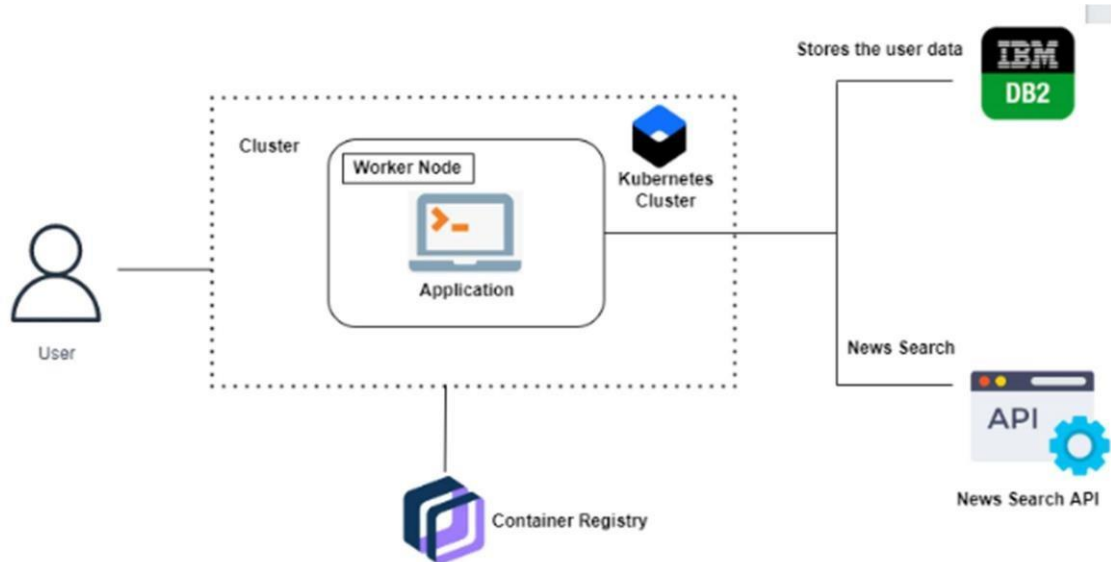 Stores the user data
IBM
DB2
Cluster
Worker Node
Kubernetes
Cluster
Application
User
News Search
API
News Search API
Container Registry